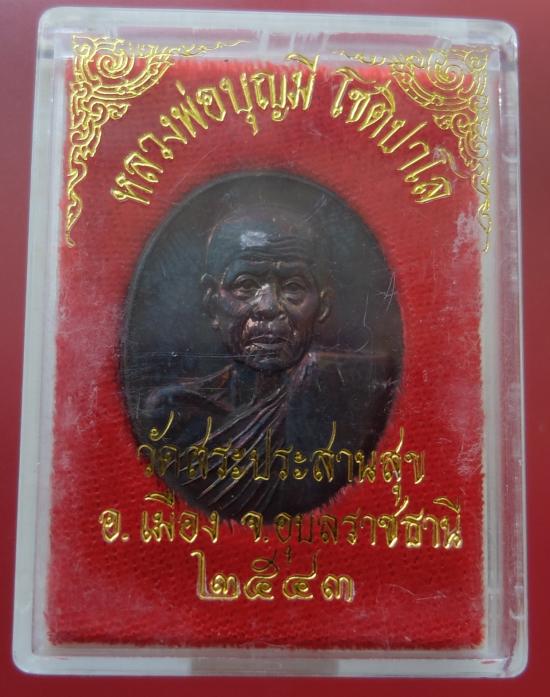 หลวงพ่อบุญมี โชติปาโล
วัดสระประสานสุข
อ.เมือง จ.อุบลราชธานี
๒๕๔๓